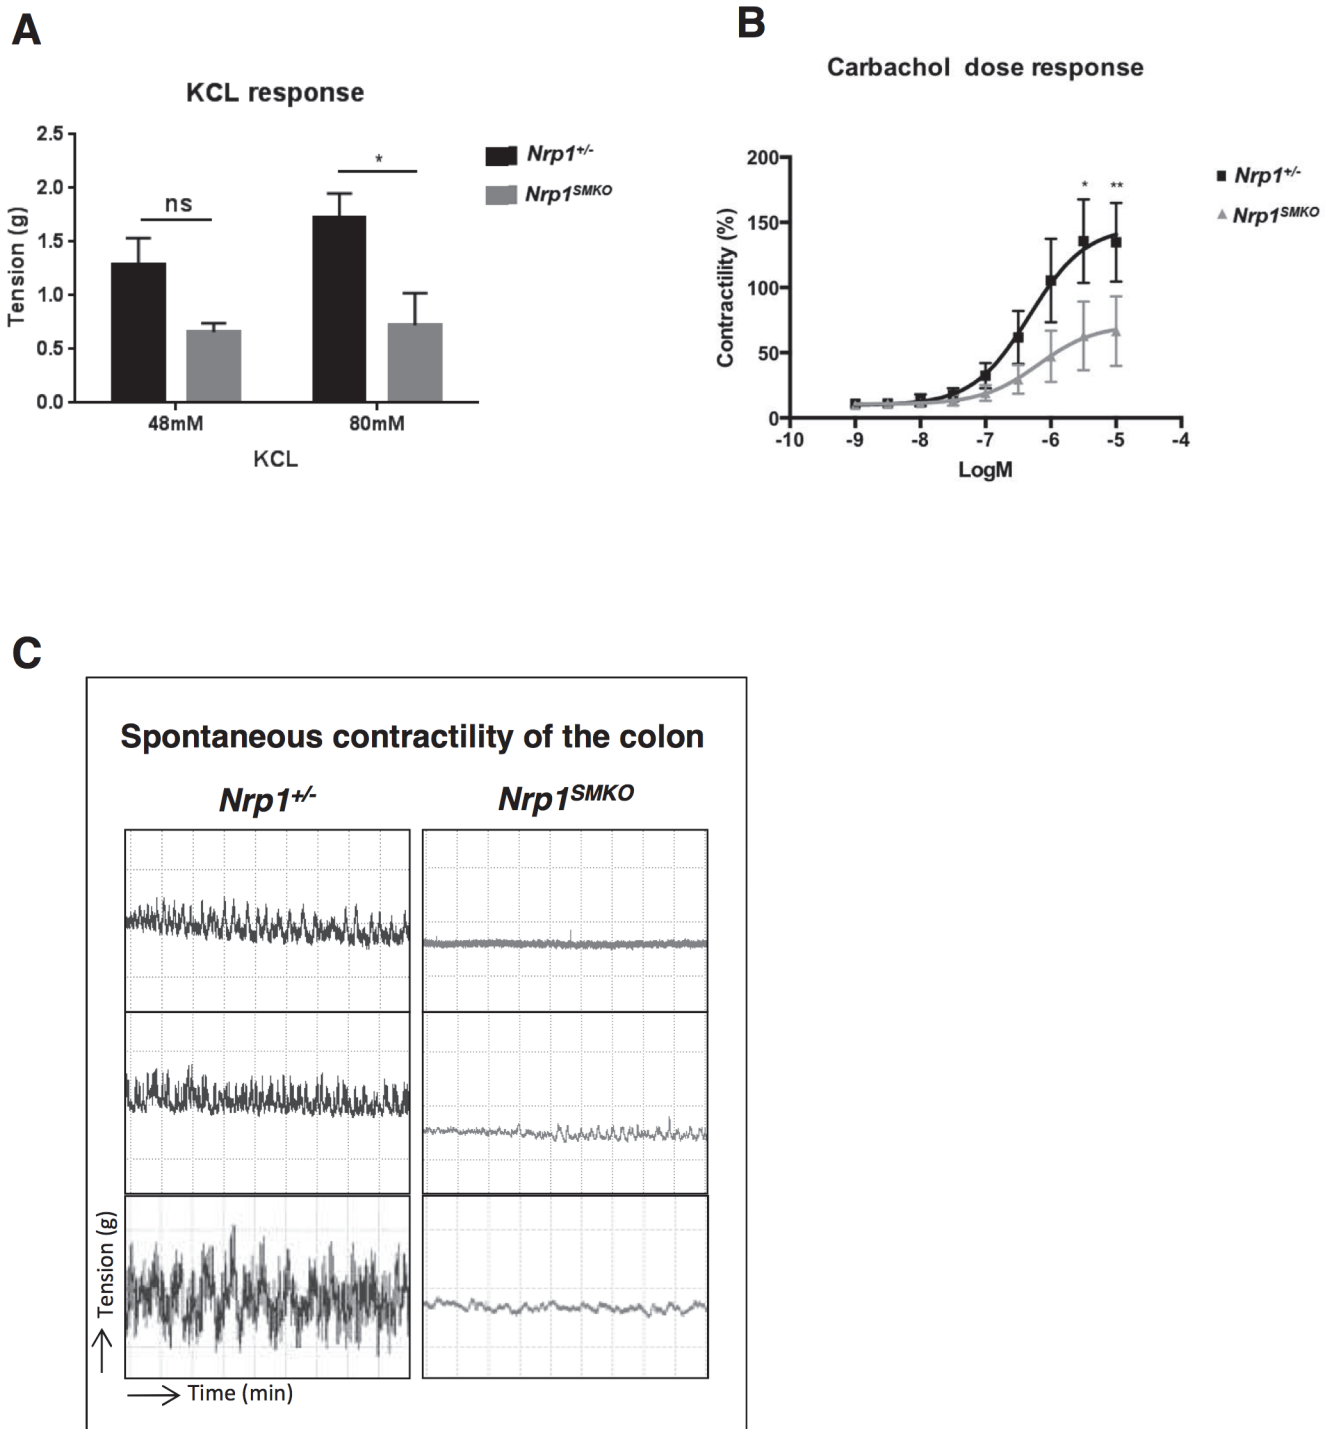 A
KCL response
2.5
2.0
1.5
1.0
0.5
0.0
Tension (g)
ns
*
48mM
80mM
KCL
Nrp1+/-
Nrp1SMKO
B
Carbachol dose response
200
150
100
50
0
Contractility (%)
*
**
-10
-9
-8
-7
-6
-5
-4
LogM
Nrp1+/-
Nrp1SMKO
C
Spontaneous contractility of the colon
Nrp1+/-
Nrp1SMKO
Tension (g)
Time (min)